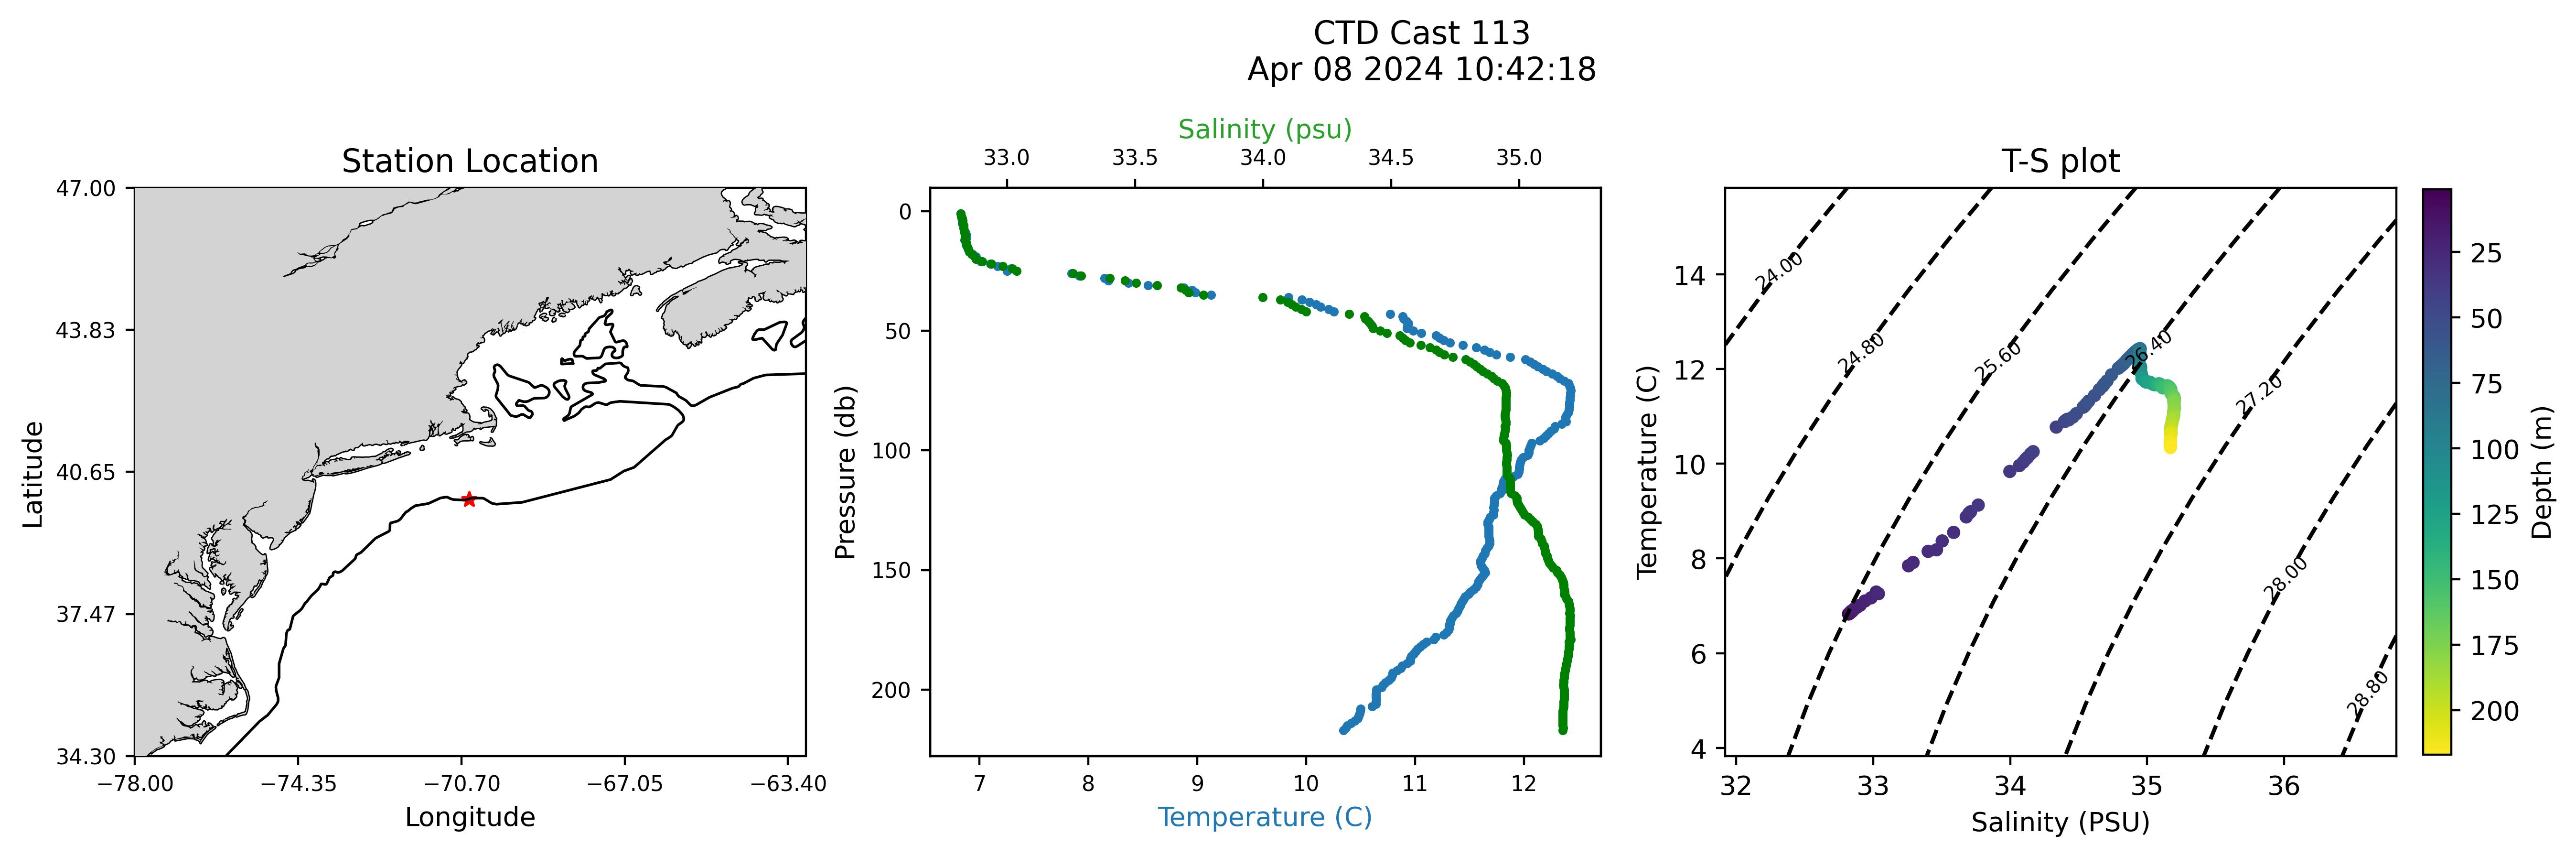 CTD Cast 113
Apr 08 2024 10:42:18
Station Location
47.00
43.83
40.65
37.47
34.30
Latitude
−78.00 −74.35 −70.70 −67.05 −63.40
Longitude
Salinity (psu)
33.0 33.5 34.0 34.5 35.0
0
50
100
150
200
Pressure (db)
7 8 9 10 11 12
Temperature (C)
T-S plot
14
12
10
8
6
4
Temperature (C)
24.00
24.80
25.60
26.40
27.20
28.00
28.80
32 33 34 35 36
Salinity (PSU)
25
50
75
100
125
150
175
200
Depth (m)